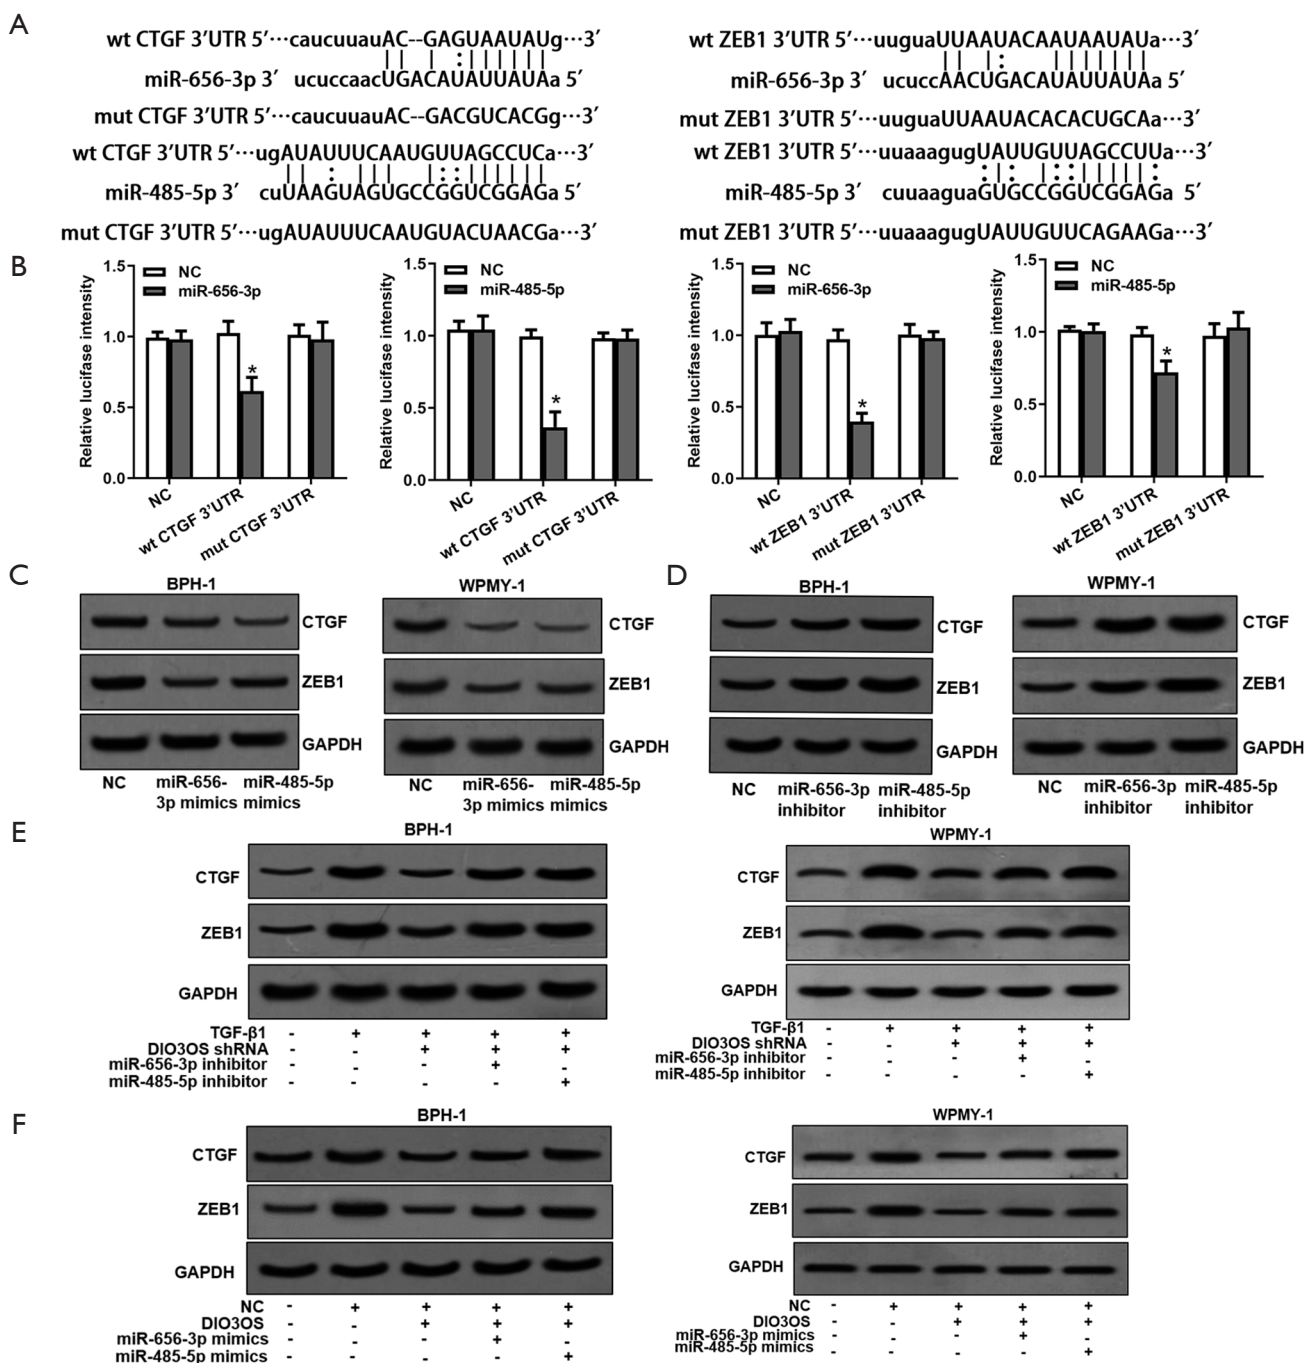 A
wt CTGF 3’UTR 5’···caucuuauAC--GAGUAAUAUg···3’
miR-656-3p 3’ ucuccaacUGACAUAUUAUAa 5’
mut CTGF 3’UTR 5’···caucuuauAC--GACGUCACGg···3’
wt CTGF 3’UTR 5’···ugAUAUUUCAAUGUUAGCCUCa···3’
miR-485-5p 3’ cuUAAGUAGUGCCGGUCGGAGa 5’
mut CTGF 3’UTR 5’···ugAUAUUUCAAUGUACUAACGa···3’
wt ZEB1 3’UTR 5’···uuguaUUAAUACAAUAAUAUa···3’
miR-656-3p 3’ ucuccAACUGACAUAUUAUAa 5’
mut ZEB1 3’UTR 5’···uuguaUUAAUACACACUGCAa···3’
wt ZEB1 3’UTR 5’···uuaaagugUAUUGUUAGCCUUa···3’
miR-485-5p 3’ cuuaaguaGUGCCGGUCGGAGa 5’
mut ZEB1 3’UTR 5’···uuaaagugUAUUGUUCAGAAGa···3’
B
Relative lucifase intensity
1.5
1.0
0.5
0.0
NC
miR-656-3p
*
NC
wt CTGF 3’UTR
mut CTGF 3’UTR
Relative lucifase intensity
1.5
1.0
0.5
0.0
NC
miR-485-5p
*
NC
wt CTGF 3’UTR
mut CTGF 3’UTR
Relative lucifase intensity
1.5
1.0
0.5
0.0
NC
miR-656-3p
*
NC
wt ZEB1 3’UTR
mut ZEB1 3’UTR
Relative lucifase intensity
1.5
1.0
0.5
0.0
NC
miR-485-5p
*
NC
wt ZEB1 3’UTR
mut ZEB1 3’UTR
C
BPH-1
CTGF
ZEB1
GAPDH
NC
miR-656-
3p mimics
miR-485-5p
mimics
WPMY-1
CTGF
ZEB1
GAPDH
NC
miR-656-
3p mimics
miR-485-5p
mimics
D
BPH-1
CTGF
ZEB1
GAPDH
NC
miR-656-3p
inhibitor
miR-485-5p
inhibitor
WPMY-1
CTGF
ZEB1
GAPDH
NC
miR-656-3p
inhibitor
miR-485-5p
inhibitor
E
BPH-1
CTGF
ZEB1
GAPDH
TGF-β1 - + + + +
DIO3OS shRNA - - + + +
miR-656-3p inhibitor - - - + -
miR-485-5p inhibitor - - - - +
WPMY-1
CTGF
ZEB1
GAPDH
TGF-β1 - + + + +
DIO3OS shRNA - - + + +
miR-656-3p inhibitor - - - + -
miR-485-5p inhibitor - - - - +
F
BPH-1
CTGF
ZEB1
GAPDH
NC - + + + +
DIO3OS - - + + +
miR-656-3p mimics - - - + -
miR-485-5p mimics - - - - +
WPMY-1
CTGF
ZEB1
GAPDH
NC - + + + +
DIO3OS - - + + +
miR-656-3p mimics - - - + -
miR-485-5p mimics - - - - +